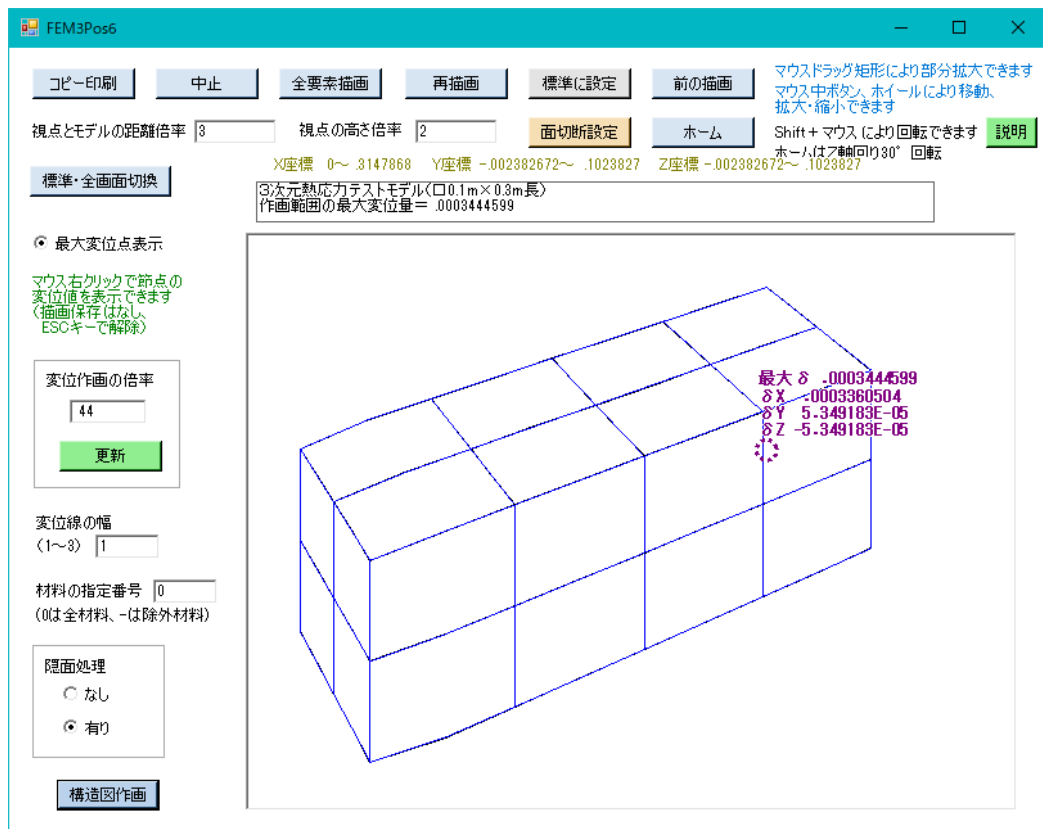 FEM3Pos6
コピー印刷
中止
全要素描画
再描画
標準に設定
前の描画
マウスドラッグ矩形により部分拡大できます
マウス中ボタン、ホイールにより移動、
拡大・縮小できます
視点とモデルの距離倍率 3
視点の高さ倍率 2
面切断設定
ホーム
Shift+マウスにより回転できます
説明
ホームはZ軸回り30° 回転
標準・全画面切換
X座標 0～ .3147868 Y座標 -.002382672～ .1023827 Z座標 -.002382672～ .1023827
3次元熱応力テストモデル(口0.1m×0.3m長)
作画範囲の最大変位量＝ .0003444599
最大変位点表示
マウス右クリックで節点の
変位値を表示できます
(描画保存はなし、
ESCキーで解除)
変位作画の倍率
44
更新
最大δ .0003444599
δX .0003360504
δY 5.349183E-05
δZ -5.349183E-05
変位線の幅
(1～3) 1
材料の指定番号 0
(0は全材料、-は除外材料)
隠面処理
なし
有り
構造図作画